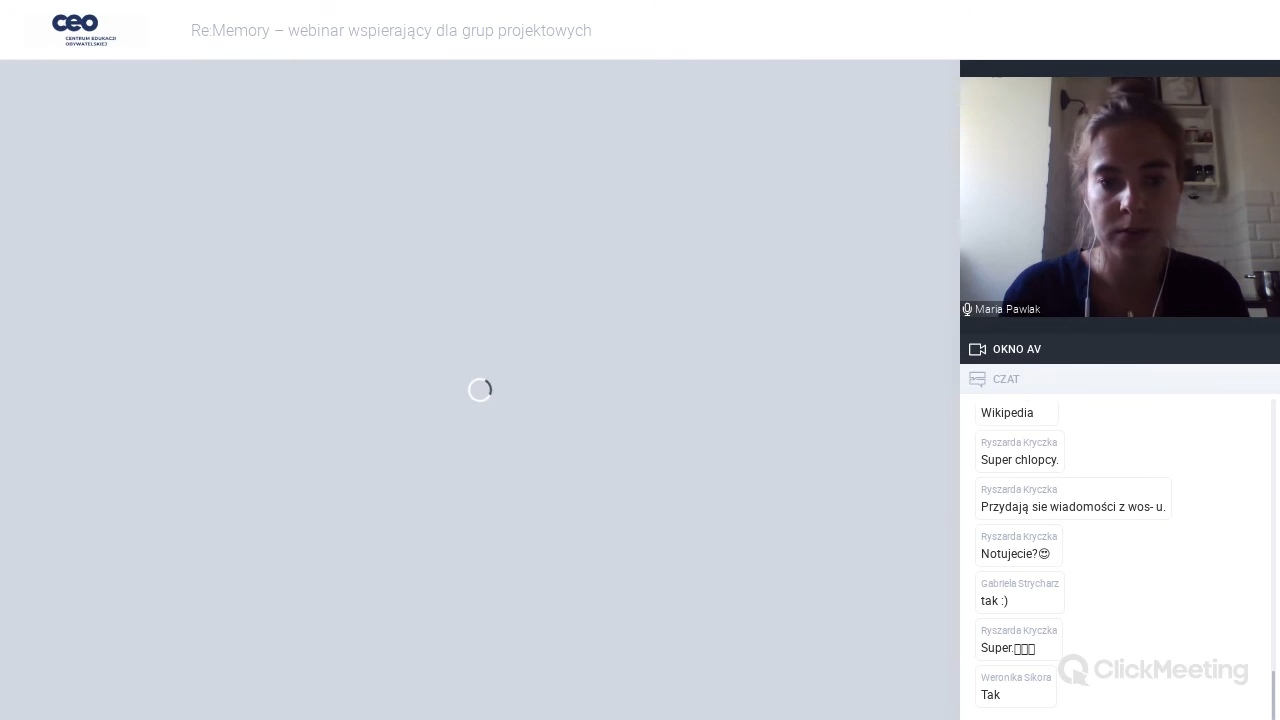 ceo
CENTRUM EDUKACJI
OBYWATELSKIEJ
Re:Memory – webinar wspierający dla grup projektowych
Maria Pawlak
OKNO AV
CZAT
Wikipedia
Ryszarda Kryczka
Super chlopcy.
Ryszarda Kryczka
Przydają sie wiadomości z wos- u.
Ryszarda Kryczka
Notujecie?😍
Gabriela Strycharz
tak :)
Ryszarda Kryczka
Super.
Weronika Sikora
Tak
ClickMeeting